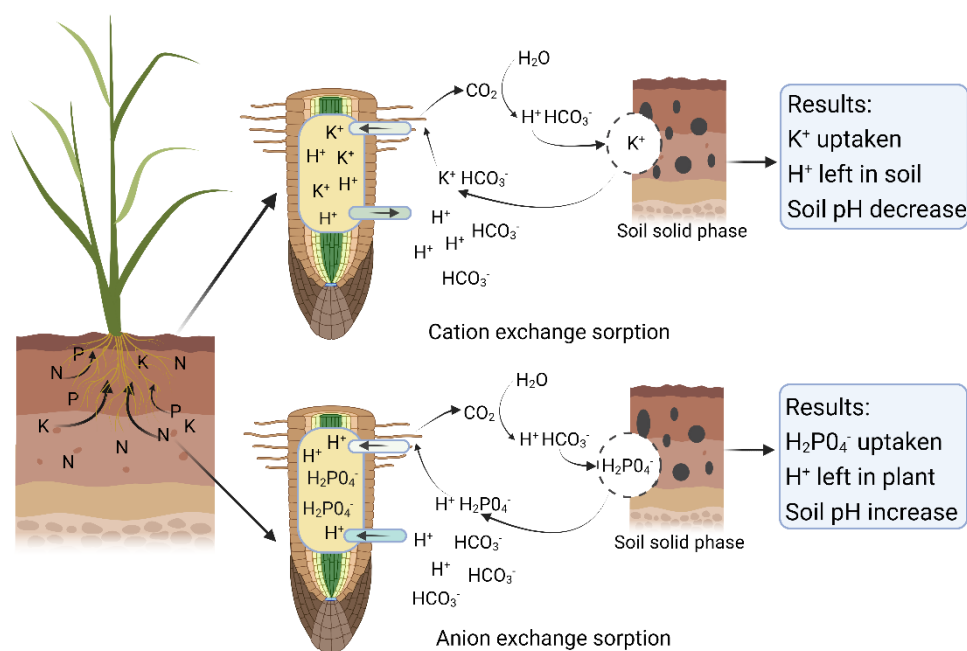 H₂O
CO₂
H⁺ HCO₃⁻
K⁺
H⁺ K⁺
K⁺ H⁺
H⁺
K⁺
K⁺ HCO₃⁻
H⁺
H⁺ H⁺ HCO₃⁻
HCO₃⁻
Soil solid phase
Cation exchange sorption
Results:
K⁺ uptaken
H⁺ left in soil
Soil pH decrease
P K N
N
P
K P K
N N
N
H₂O
CO₂
H⁺ HCO₃⁻
H⁺
H⁺
H₂P0₄⁻
H₂P0₄⁻
H⁺
H₂P0₄⁻
H⁺ H₂P0₄⁻
H⁺ HCO₃⁻
H⁺ HCO₃⁻
HCO₃⁻
Soil solid phase
Anion exchange sorption
Results:
H₂P0₄⁻ uptaken
H⁺ left in plant
Soil pH increase